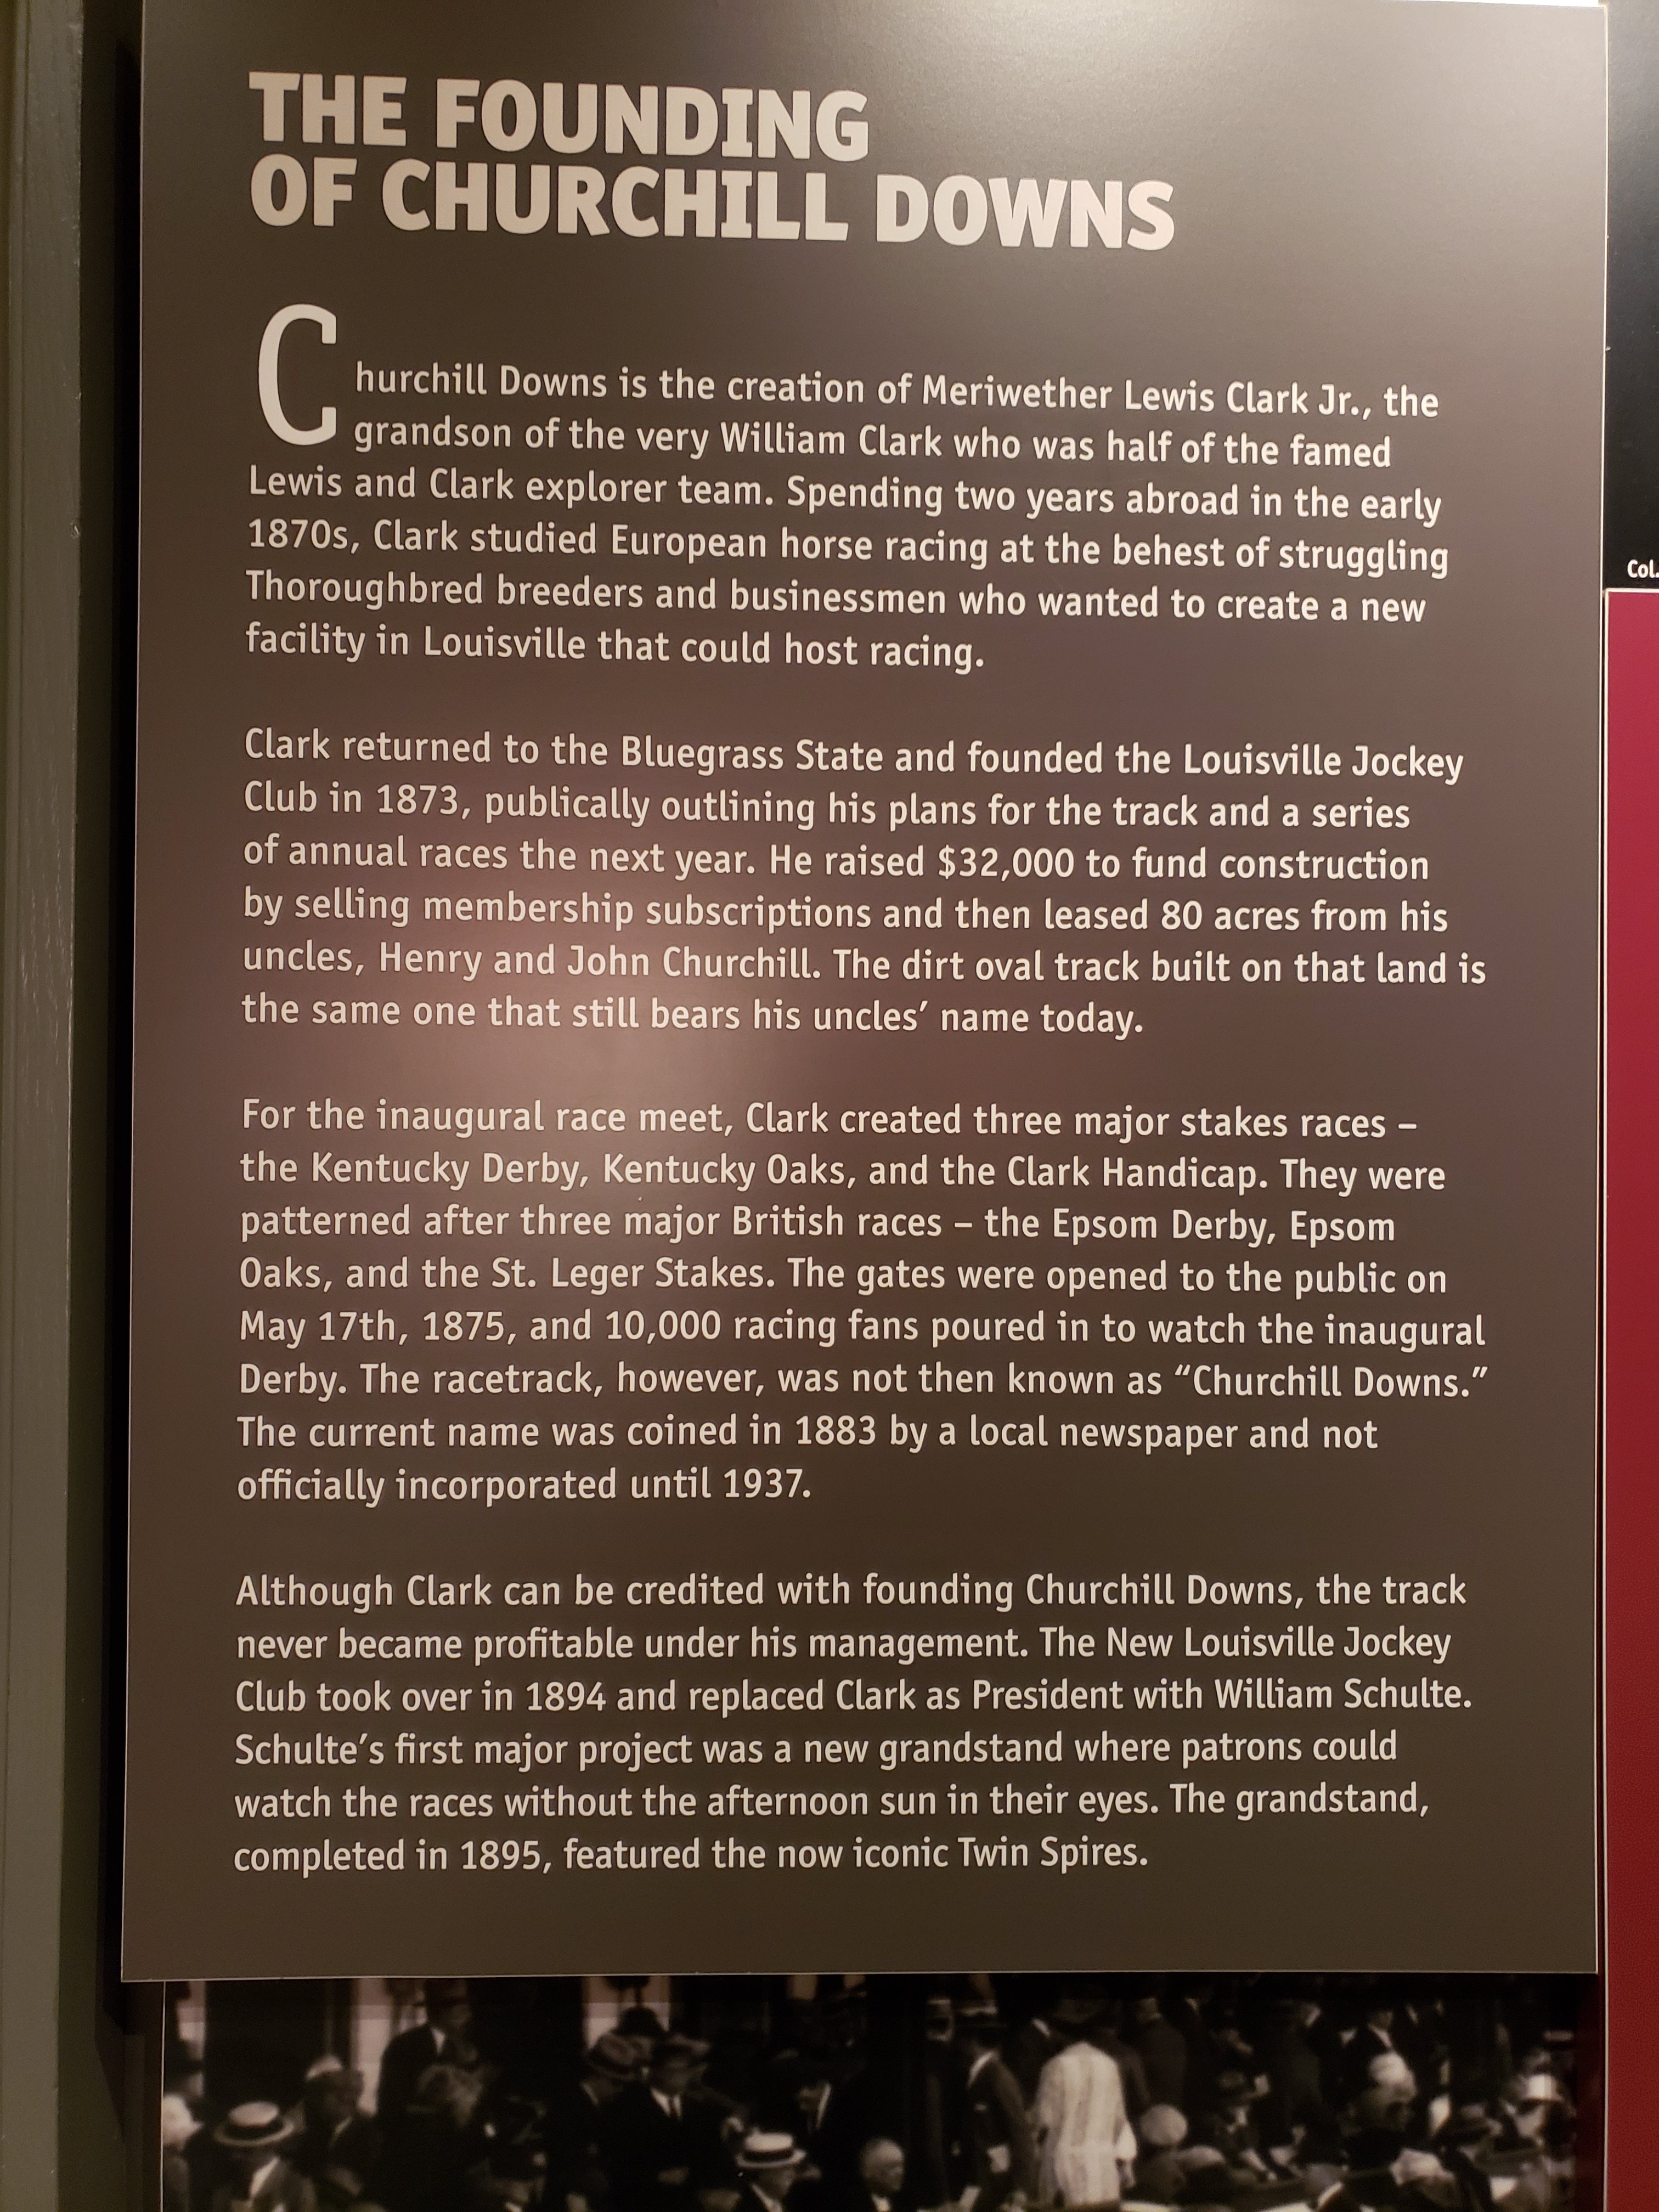 THE FOUNDING
OF CHURCHILL DOWNS
Churchill Downs is the creation of Meriwether Lewis Clark Jr., the
grandson of the very William Clark who was half of the famed
Lewis and Clark explorer team. Spending two years abroad in the early
1870s, Clark studied European horse racing at the behest of struggling
Thoroughbred breeders and businessmen who wanted to create a new
facility in Louisville that could host racing.
Clark returned to the Bluegrass State and founded the Louisville Jockey
Club in 1873, publically outlining his plans for the track and a series
of annual races the next year. He raised $32,000 to fund construction
by selling membership subscriptions and then leased 80 acres from his
uncles, Henry and John Churchill. The dirt oval track built on that land is
the same one that still bears his uncles’ name today.
For the inaugural race meet, Clark created three major stakes races –
the Kentucky Derby, Kentucky Oaks, and the Clark Handicap. They were
patterned after three major British races – the Epsom Derby, Epsom
Oaks, and the St. Leger Stakes. The gates were opened to the public on
May 17th, 1875, and 10,000 racing fans poured in to watch the inaugural
Derby. The racetrack, however, was not then known as “Churchill Downs.”
The current name was coined in 1883 by a local newspaper and not
officially incorporated until 1937.
Although Clark can be credited with founding Churchill Downs, the track
never became profitable under his management. The New Louisville Jockey
Club took over in 1894 and replaced Clark as President with William Schulte.
Schulte’s first major project was a new grandstand where patrons could
watch the races without the afternoon sun in their eyes. The grandstand,
completed in 1895, featured the now iconic Twin Spires.
Col.